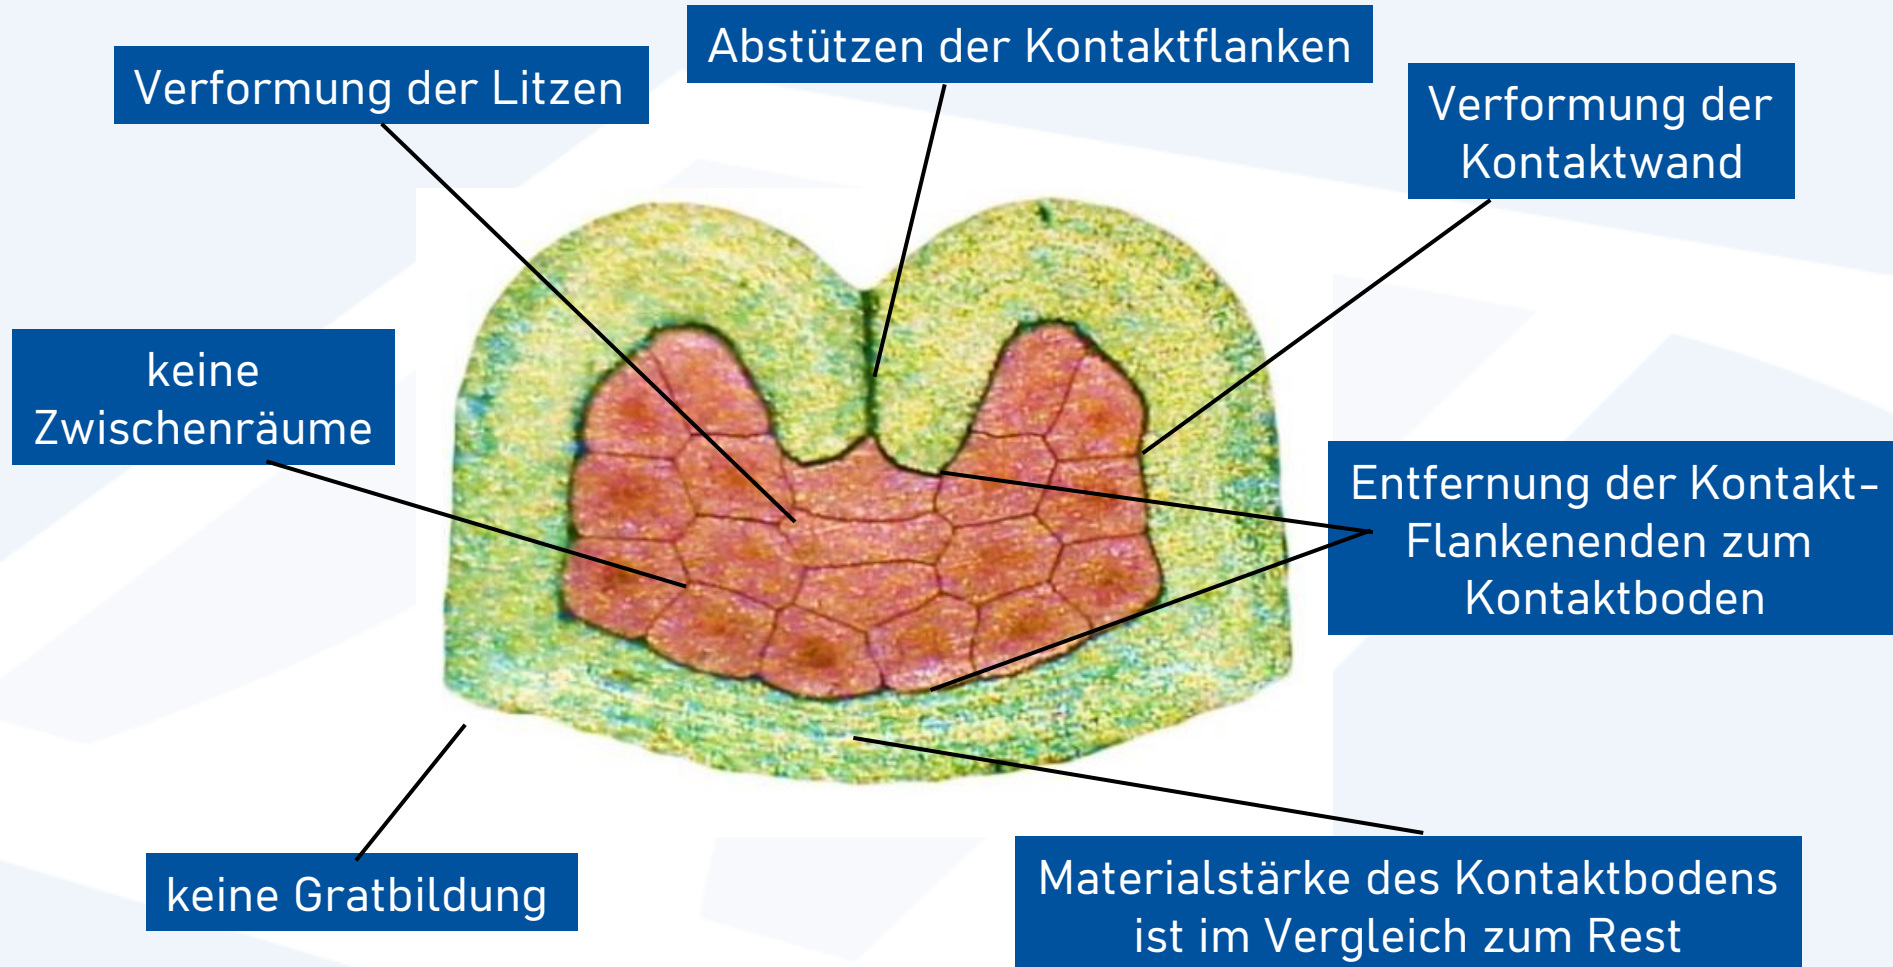 Abstützen der Kontaktflanken
Verformung der Litzen
Verformung der
Kontaktwand
keine
Zwischenräume
Entfernung der Kontakt-
Flankenenden zum
Kontaktboden
keine Gratbildung
Materialstärke des Kontaktbodens
ist im Vergleich zum Rest